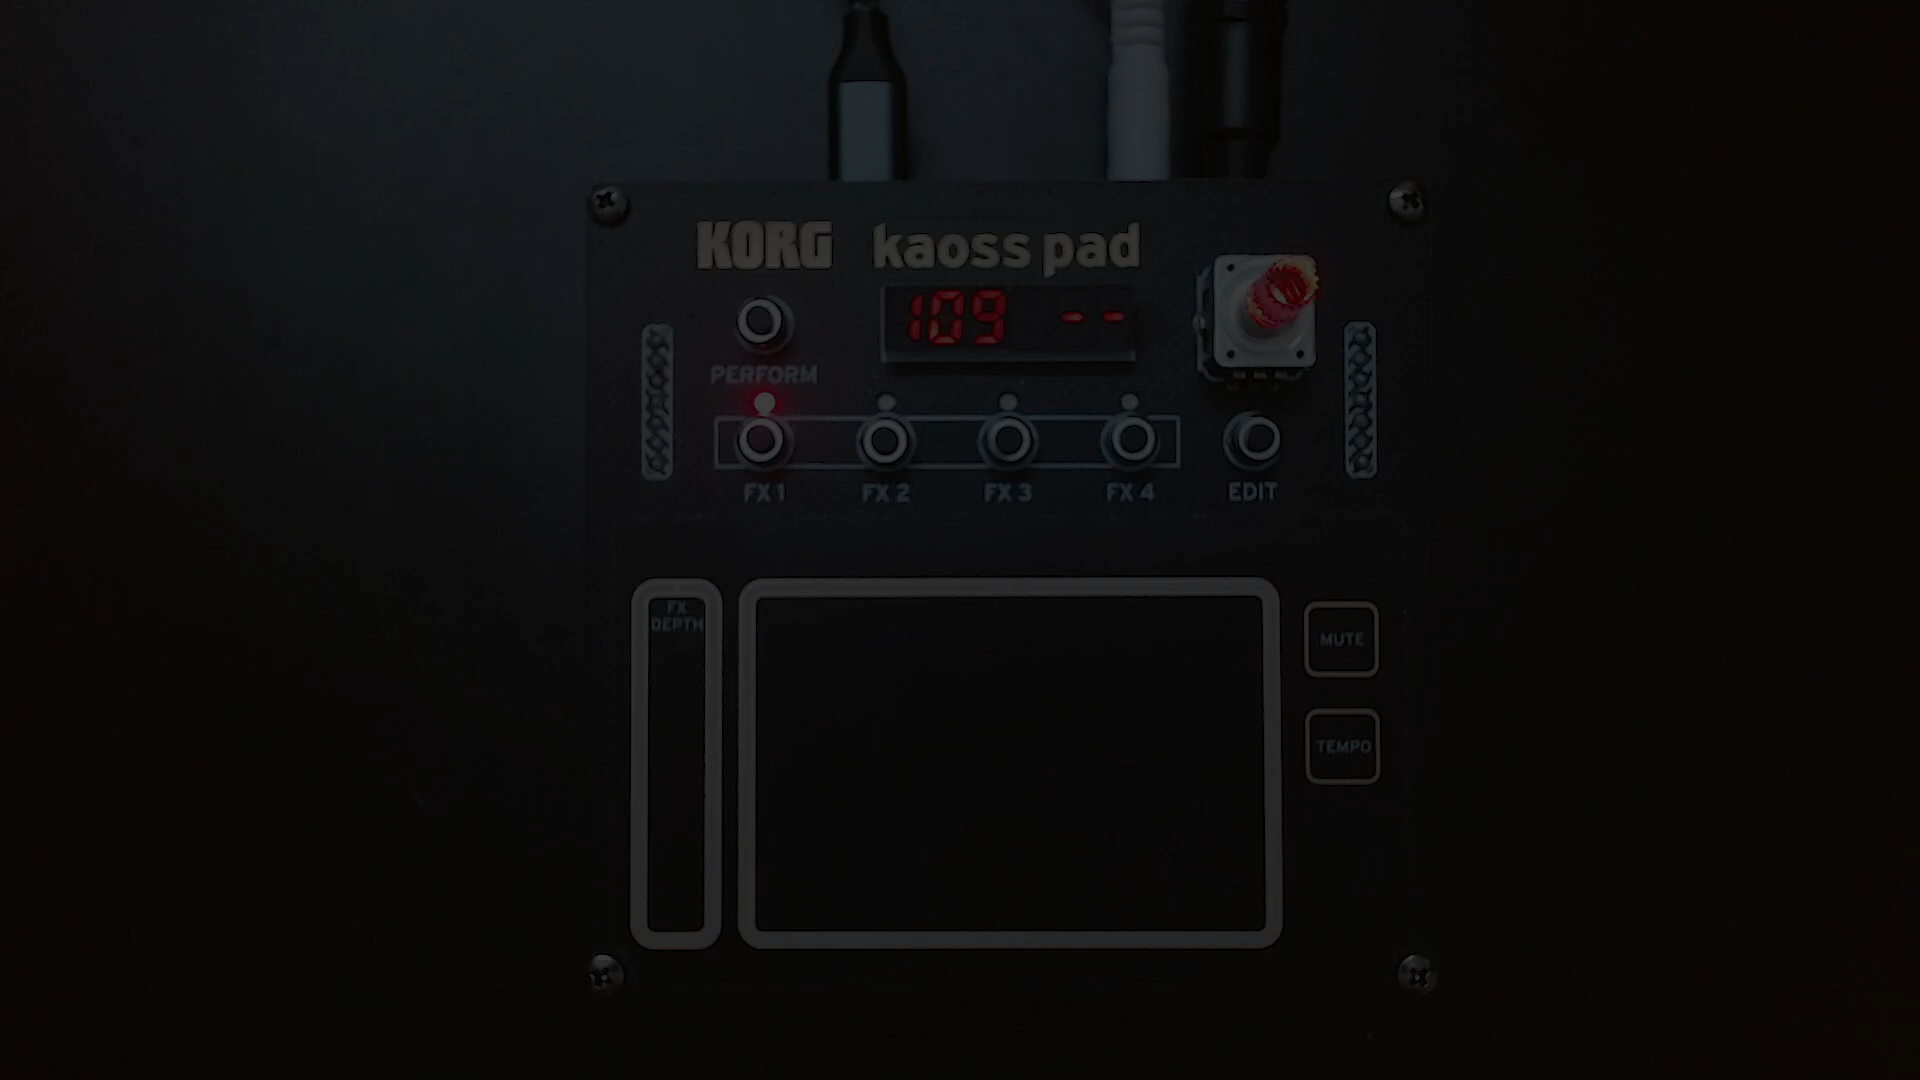 KORG kaoss pad
109 --
PERFORM
FX 1 FX 2 FX 3 FX 4 EDIT
FX
DEPTH
MUTE
TEMPO